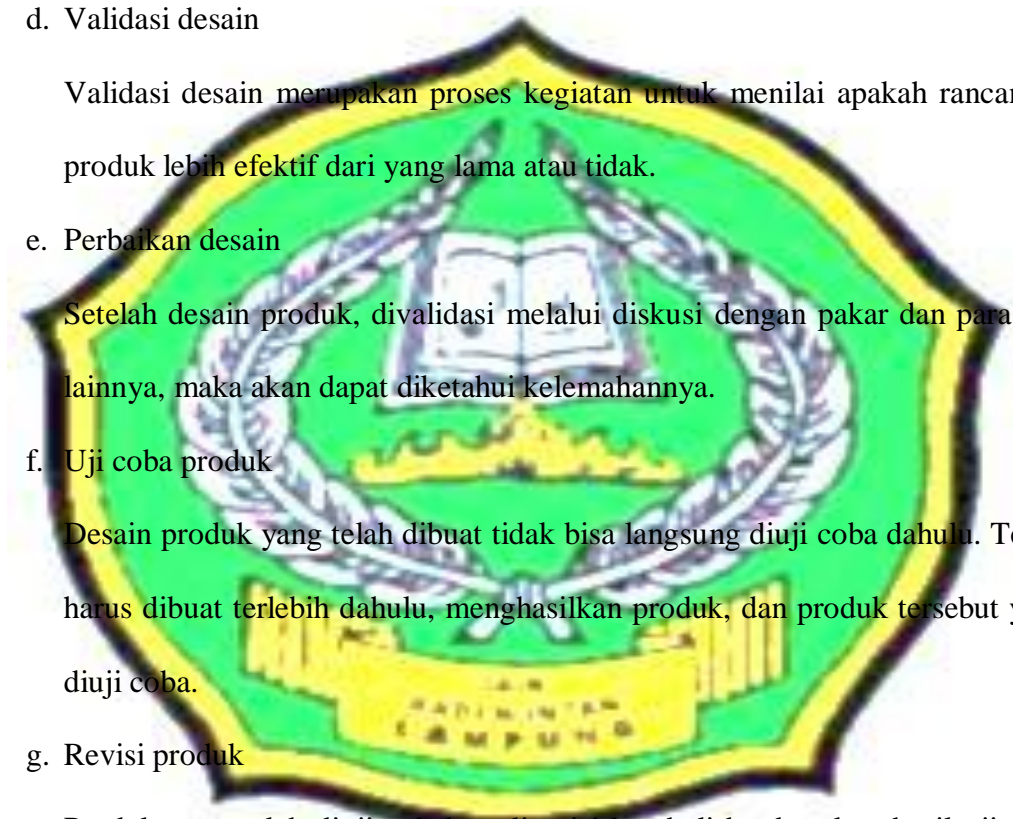 d. Validasi desain
Validasi desain merupakan proses kegiatan untuk menilai apakah
produk lebih efektif dari yang lama atau tidak.
e. Perbaikan desain
Setelah desain produk, divalidasi melalui diskusi dengan pakar dan para
lainnya, maka akan dapat diketahui kelemahannya.
f. Uji coba produk
Desain produk yang telah dibuat tidak bisa langsung diuji coba dahulu.
harus dibuat terlebih dahulu, menghasilkan produk, dan produk tersebut
diuji coba.
g. Revisi produk
LAMPUNG